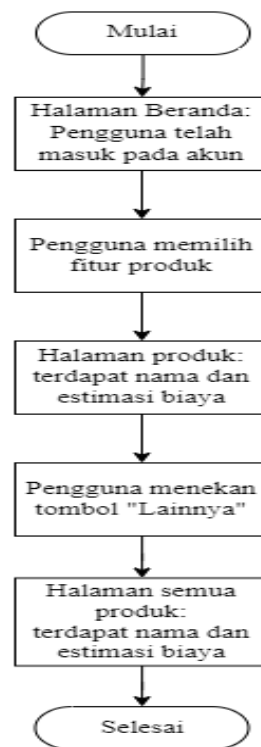 Mulai
Halaman Beranda:
Pengguna telah
masuk pada akun
Pengguna memilih
fitur produk
Halaman produk:
terdapat nama dan
estimasi biaya
Pengguna menekan
tombol "Lainnya"
Halaman semua
produk:
terdapat nama dan
estimasi biaya
Selesai